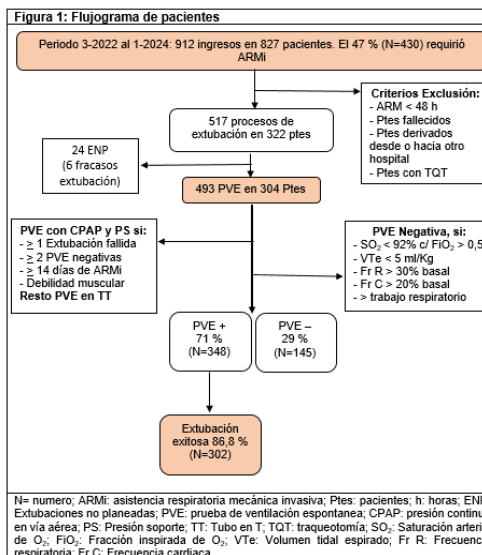 Figura 1: Flujograma de pacientes
Periodo 3-2022 al 1-2024: 912 ingresos en 827 pacientes. El 47 % (N=430) requirió
ARMi
Criterios Exclusión:
- ARM < 48 h
- Ptes fallecidos
- Ptes derivados
desde o hacia otro
hospital
- Ptes con TQT
517 procesos de
extubación en 322 ptes
24 ENP
(6 fracasos
extubación)
493 PVE en 304 Ptes
PVE con CPAP y PS si:
- > 1 Extubación fallida
- > 2 PVE negativas
- > 14 días de ARMi
- Debilidad muscular
Resto PVE en TT
PVE Negativa, si:
- SO2 < 92% c/ FiO2 > 0,5
- VTe < 5 ml/Kg
- Fr R > 30% basal
- Fr C > 20% basal
- > trabajo respiratorio
PVE +
71 %
(N=348)
PVE –
29 %
(N=145)
Extubación
exitosa 86,8 %
(N=302)
N= numero; ARMi: asistencia respiratoria mecánica invasiva; Ptes: pacientes; h: horas;
Extubaciones no planeadas; PVE: prueba de ventilación espontanea; CPAP: presión
en vía aérea; PS: Presión soporte; TT: Tubo en T; TQT: traqueotomía; SO2: Saturación
de O2; FiO2: Fracción inspirada de O2; VTe: Volumen tidal espirado; Fr R:
respiratoria; Fr C: Frecuencia cardiaca